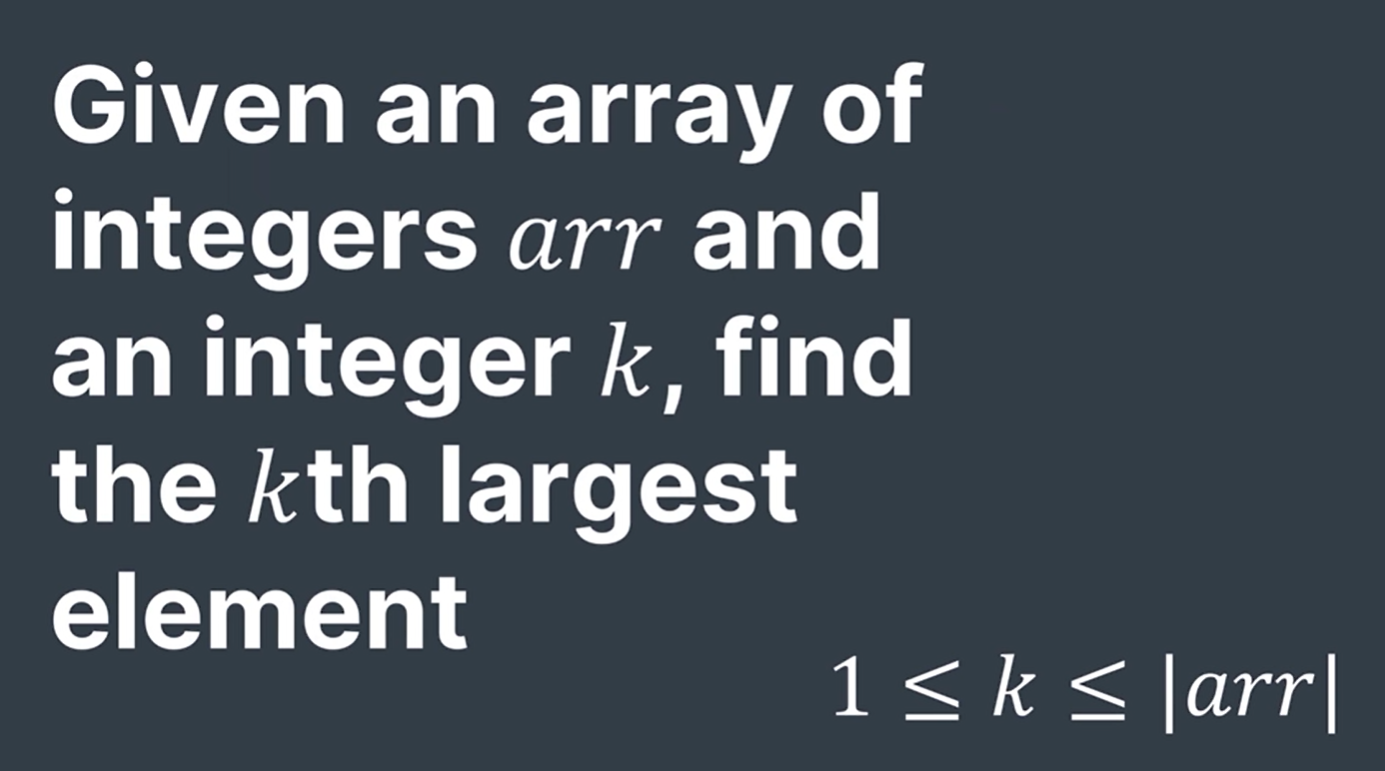 Given an array of
integers arr and
an integer k, find
the kth largest
element
1 ≤ k ≤ |arr|